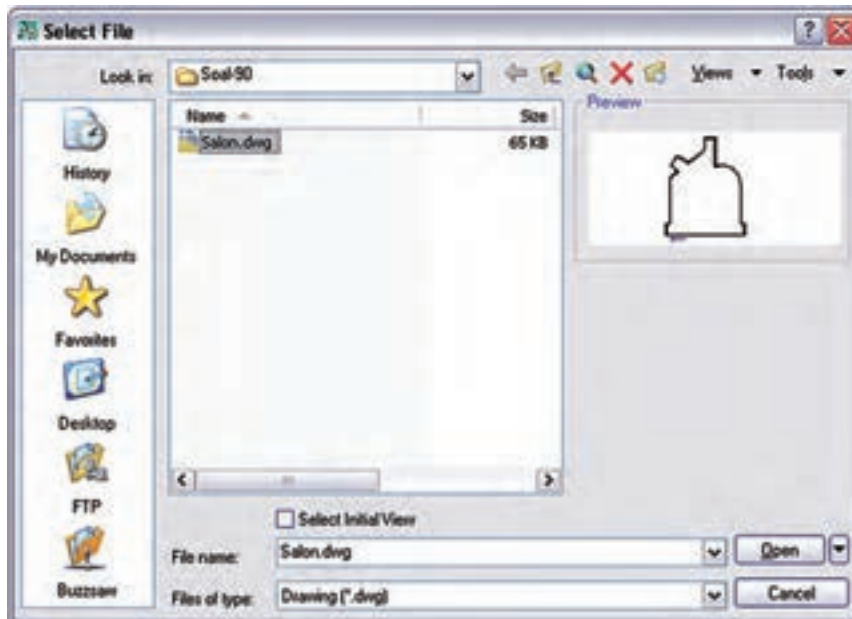 Select File
Look in: Soal-90 Views Tools
Name Size
Salon.dwg 65 KB
Preview
History
My Documents
Favorites
Desktop
FTP
Buzzsaw
Select Initial View
File name: Salon.dwg Open
Files of type: Drawing (*.dwg) Cancel